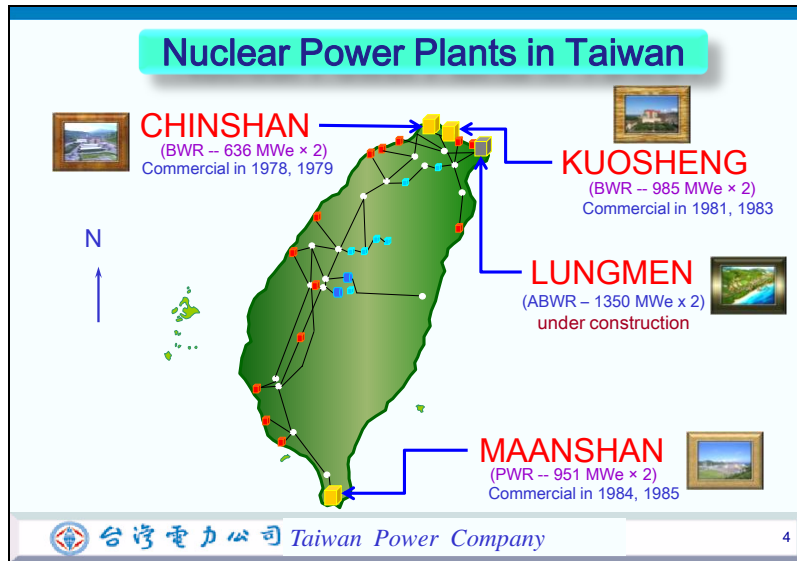 Nuclear Power Plants in Taiwan
CHINSHAN
(BWR -- 636 MWe × 2)
Commercial in 1978, 1979
KUOSHENG
(BWR -- 985 MWe × 2)
Commercial in 1981, 1983
N
LUNGMEN
(ABWR – 1350 MWe x 2)
under construction
MAANSHAN
(PWR -- 951 MWe × 2)
Commercial in 1984, 1985
台灣電力公司 Taiwan Power Company
4